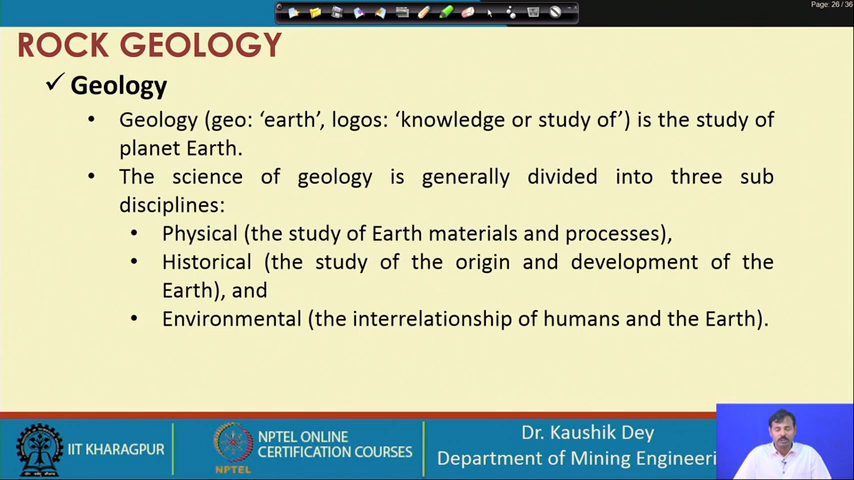 Page: 26 / 36
ROCK GEOLOGY
✓ Geology
• Geology (geo: ‘earth’, logos: ‘knowledge or study of’) is the study of
planet Earth.
• The science of geology is generally divided into three sub
disciplines:
• Physical (the study of Earth materials and processes),
• Historical (the study of the origin and development of the
Earth), and
• Environmental (the interrelationship of humans and the Earth).
IIT KHARAGPUR
NPTEL
NPTEL ONLINE
CERTIFICATION COURSES
Dr. Kaushik Dey
Department of Mining Engineeri